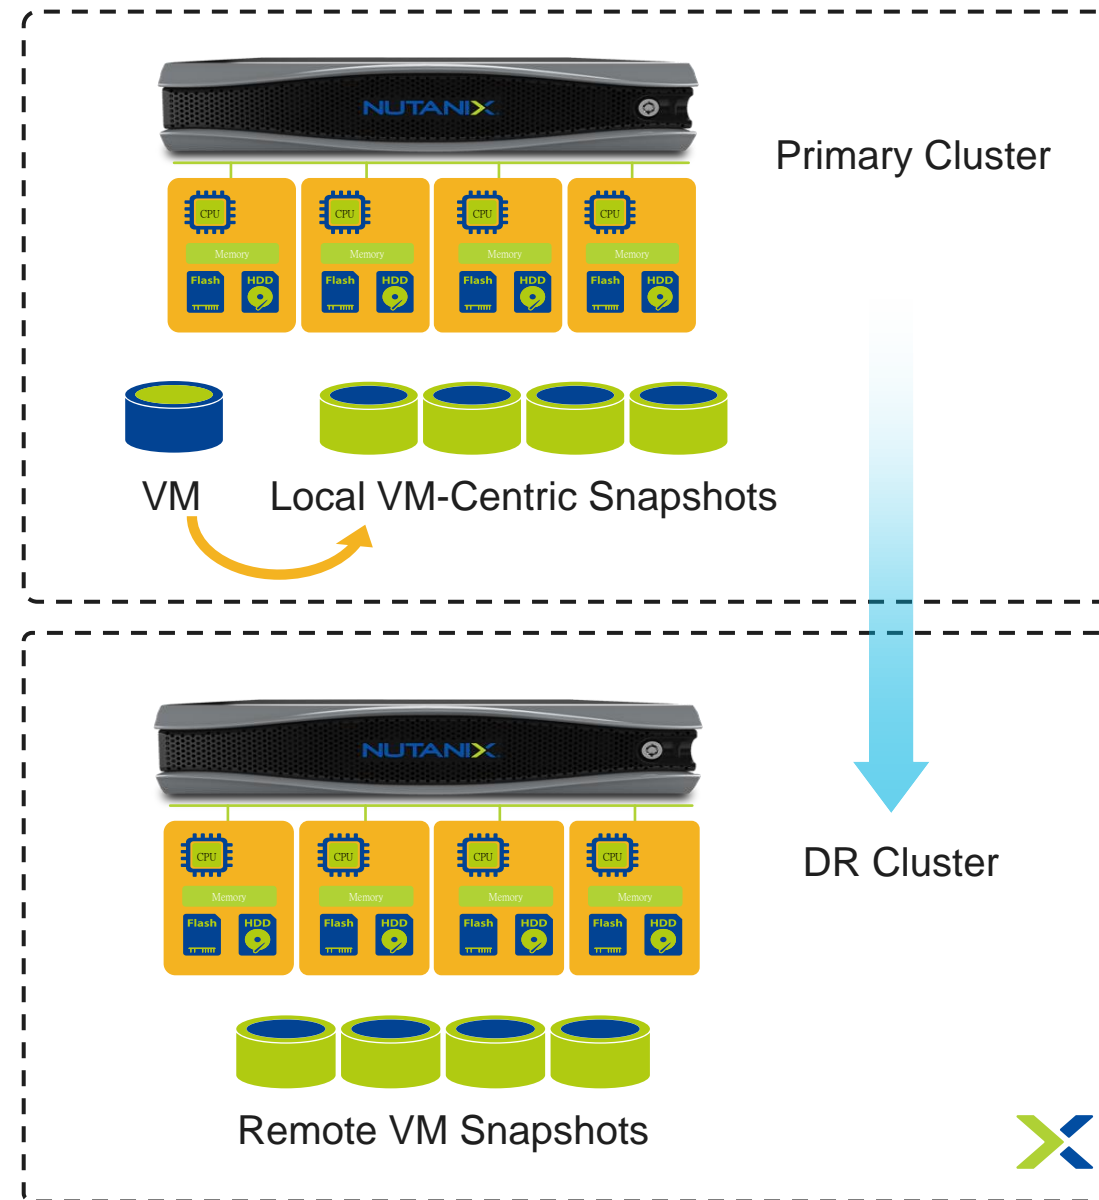 NUTANIX
Primary Cluster
CPU CPU CPU CPU
Memory Memory Memory Memory
Flash HDD Flash HDD Flash HDD Flash HDD
VM Local VM-Centric Snapshots
NUTANIX
DR Cluster
CPU CPU CPU CPU
Memory Memory Memory Memory
Flash HDD Flash HDD Flash HDD Flash HDD
Remote VM Snapshots